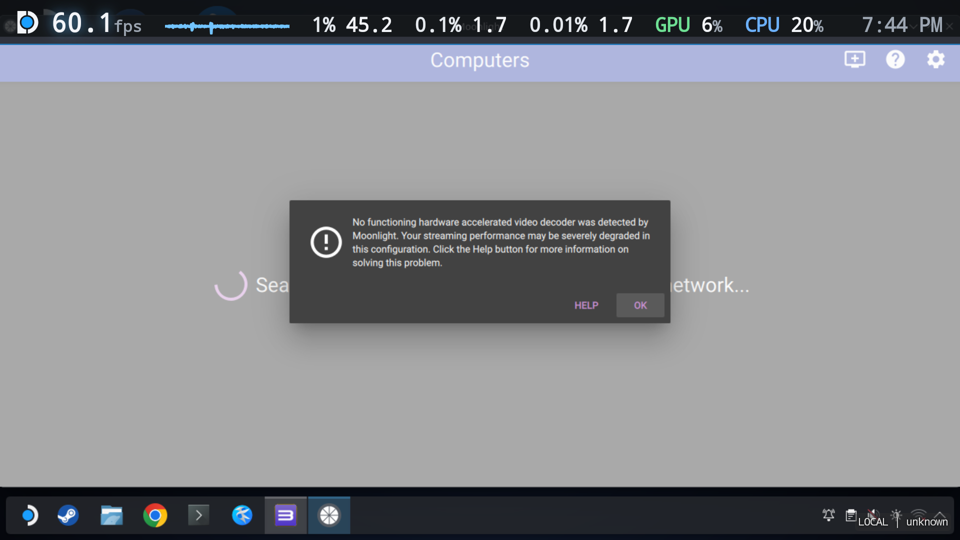 60.1fps 1% 45.2 0.1% 1.7 0.01% 1.7 GPU 6% CPU 20% 7:44 PM
Computers
No functioning hardware accelerated video decoder was detected by
Moonlight. Your streaming performance may be severely degraded in
this configuration. Click the Help button for more information on
solving this problem.
Sea
etwork...
HELP OK
LOCAL | unknown